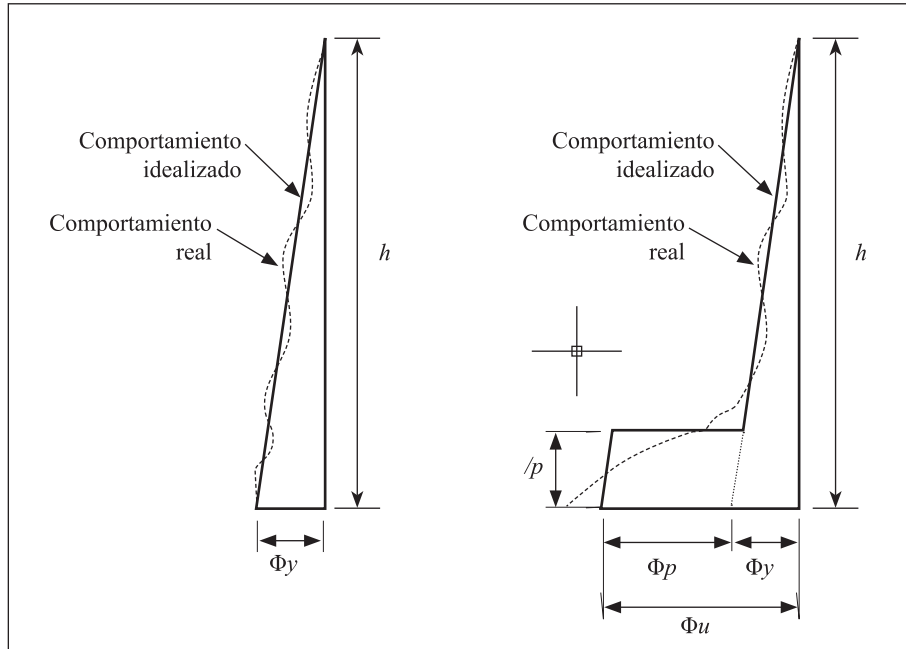 Comportamiento
idealizado
Comportamiento
real
h
Φy
Comportamiento
idealizado
Comportamiento
real
h
/p
Φp
Φy
Φu